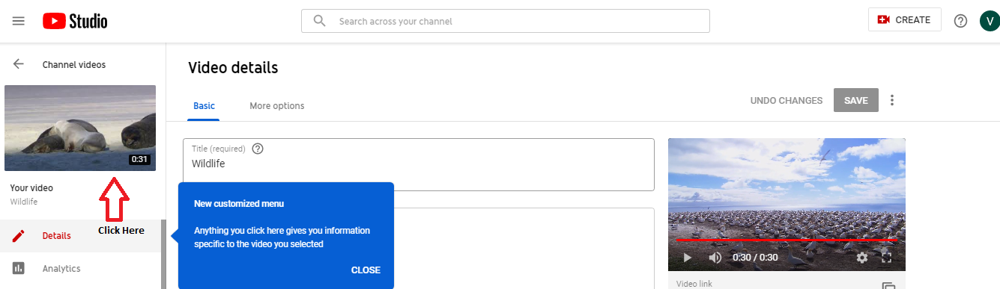 Studio
Search across your channel
CREATE
V
Channel videos
0:31
Your video
Wildlife
Click Here
Details
Analytics
Video details
Basic
More options
UNDO CHANGES
SAVE
Title (required)
Wildlife
New customized menu
Anything you click here gives you information
specific to the video you selected
CLOSE
0:30 / 0:30
Video link